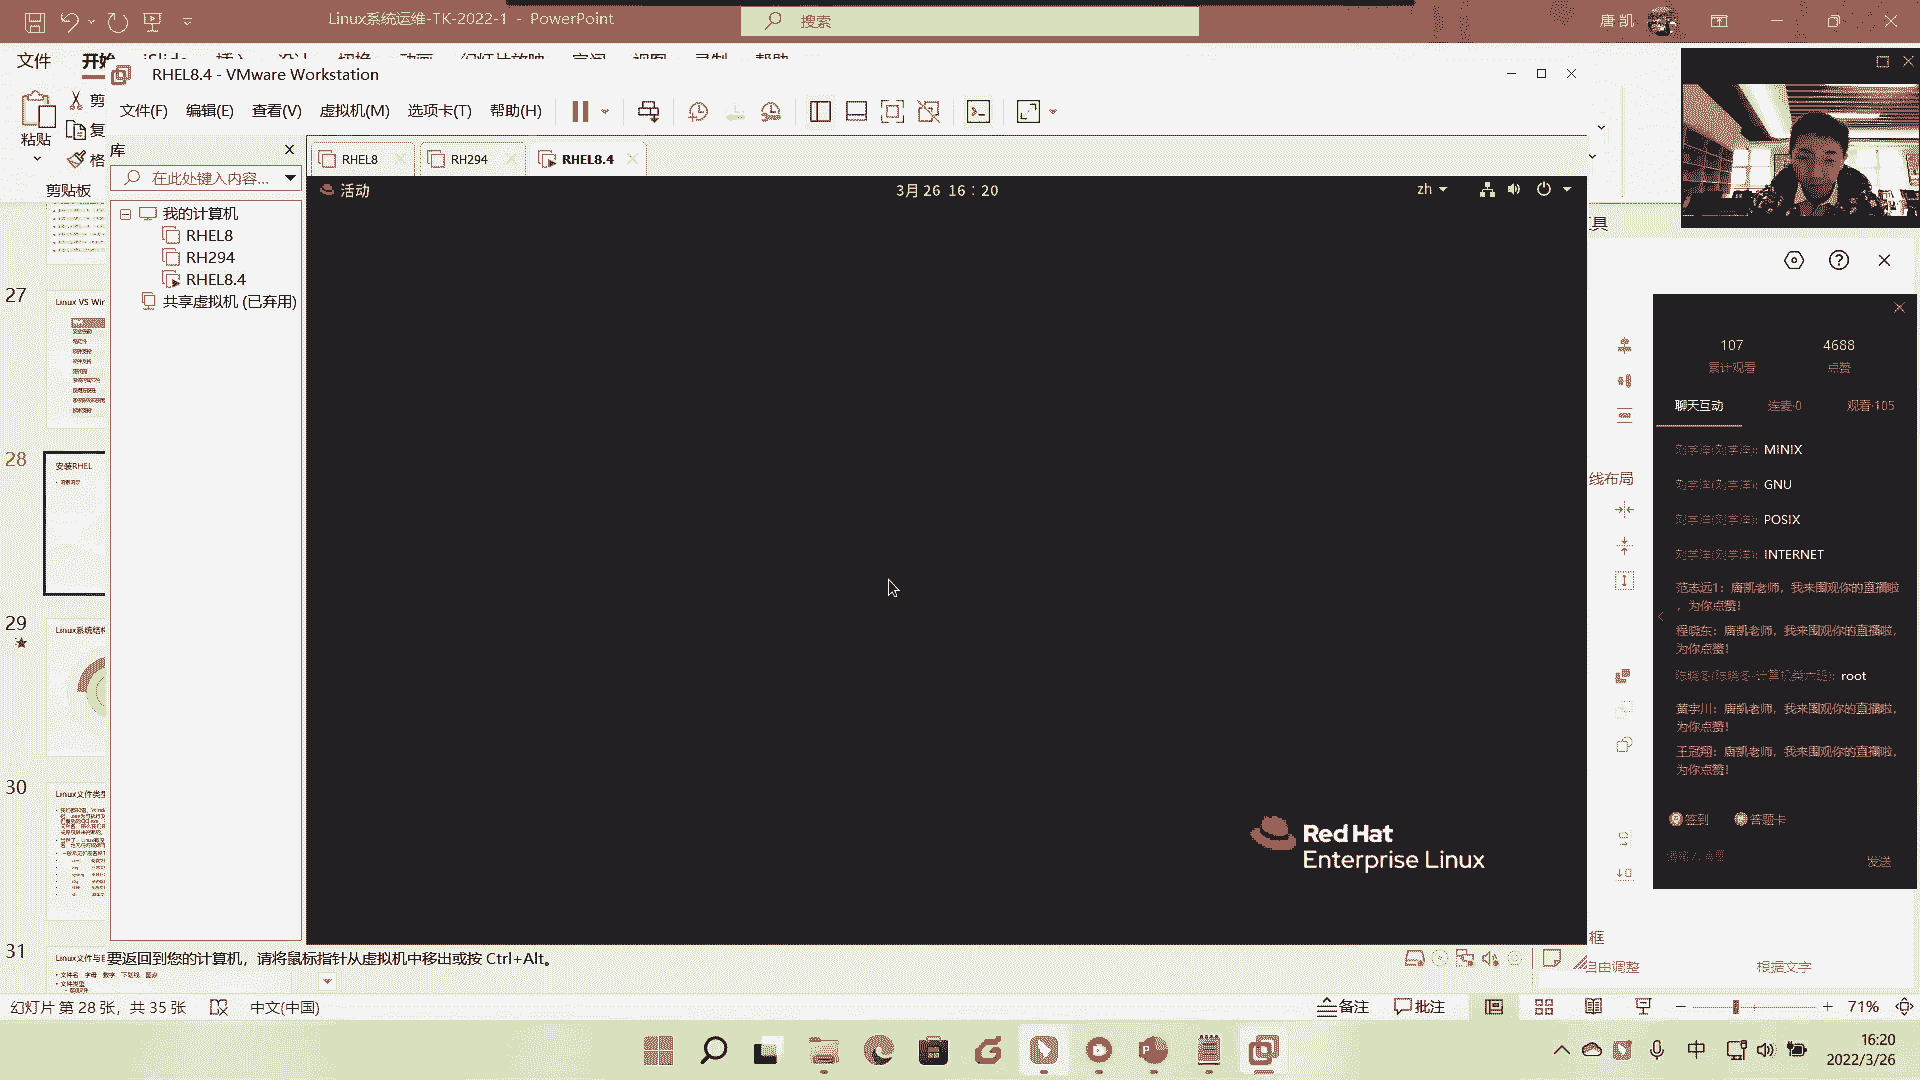 Linux系统运维-TK-2022-1 - PowerPoint
搜索
唐 凯
文件
开始
粘贴
剪贴板
RHEL8.4 - VMware Workstation
文件(F) 编辑(E) 查看(V) 虚拟机(M) 选项卡(T) 帮助(H)
库
在此处键入内容...
我的计算机
RHEL8
RH294
RHEL8.4
共享虚拟机 (已弃用)
RHEL8
RH294
RHEL8.4
活动
3月 26 16：20
zh
Red Hat
Enterprise Linux
要返回到您的计算机，请将鼠标指针从虚拟机中移出或按 Ctrl+Alt。
27
Linux VS Win
28
安装RHEL
29
Linux系统结构
30
Linux文件类型
31
107
4688
累计观看
点赞
聊天互动
连麦·0
观看·105
MINIX
GNU
POSIX
INTERNET
范志远1：唐凯老师，我来围观你的直播啦
，为你点赞!
程晓东：唐凯老师，我来围观你的直播啦，
为你点赞!
root
黄宇川：唐凯老师，我来围观你的直播啦，
为你点赞!
王冠翔：唐凯老师，我来围观你的直播啦，
为你点赞!
签到
答题卡
发送
线布局
自由调整
根据文字
幻灯片 第 28 张，共 35 张
中文(中国)
备注
批注
71%
中
16:20
2022/3/26